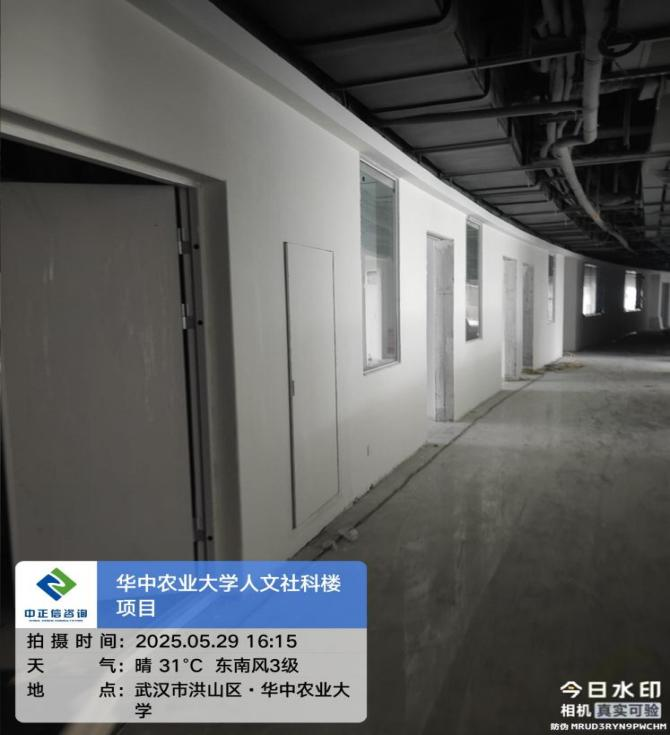 华中农业大学人文社科楼
项目
中正信咨询
拍摄时间：2025.05.29 16:15
天气：晴 31℃ 东南风3级
地点：武汉市洪山区·华中农业大
学
今日水印
相机 真实可验
防伪 MRUD3RYN9PWCHM